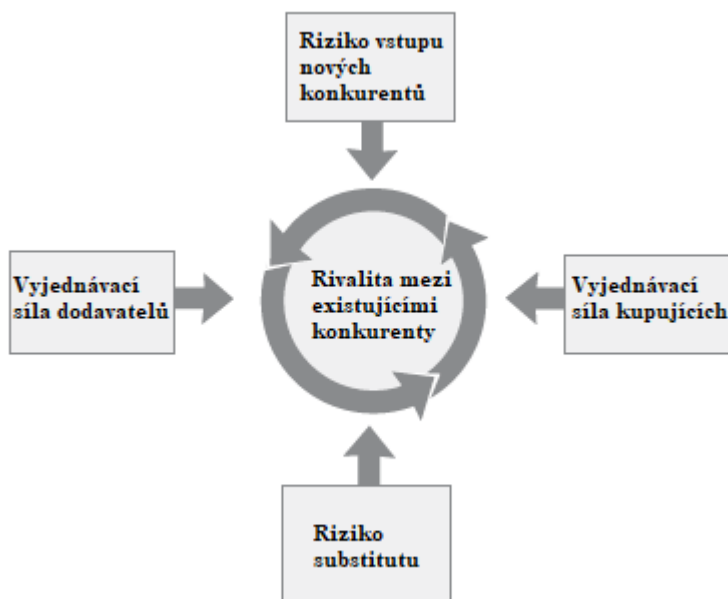 Riziko vstupu
nových
konkurentů
Vyjednávací
síla dodavatelů
Rivalita mezi
existujícími
konkurenty
Vyjednávací
síla kupujících
Riziko
substitutu